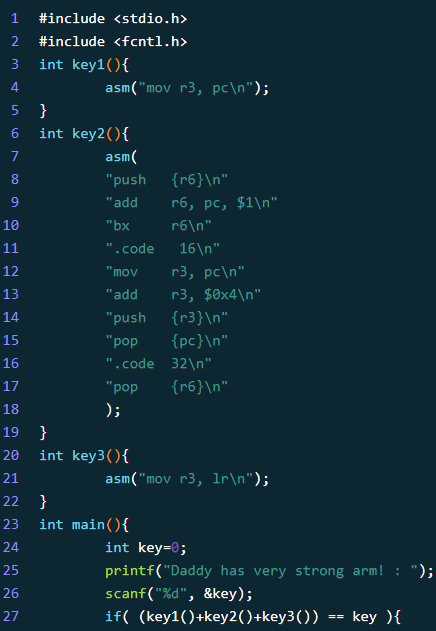 1 #include <stdio.h>
2 #include <fcntl.h>
3 int key1(){
4         asm("mov r3, pc\n");
5 }
6 int key2(){
7         asm(
8         "push   {r6}\n"
9         "add    r6, pc, $1\n"
10         "bx     r6\n"
11         ".code   16\n"
12         "mov    r3, pc\n"
13         "add    r3, $0x4\n"
14         "push   {r3}\n"
15         "pop    {pc}\n"
16         ".code  32\n"
17         "pop    {r6}\n"
18         );
19 }
20 int key3(){
21         asm("mov r3, lr\n");
22 }
23 int main(){
24         int key=0;
25         printf("Daddy has very strong arm! : ");
26         scanf("%d", &key);
27         if( (key1()+key2()+key3()) == key ){